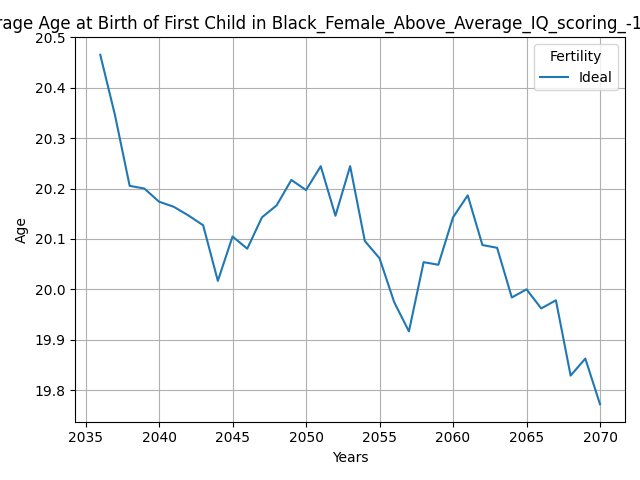 rage Age at Birth of First Child in Black_Female_Above_Average_IQ_scoring_-1
20.5
20.4
20.3
20.2
20.1
20.0
19.9
19.8
Age
Fertility
Ideal
2035 2040 2045 2050 2055 2060 2065 2070
Years